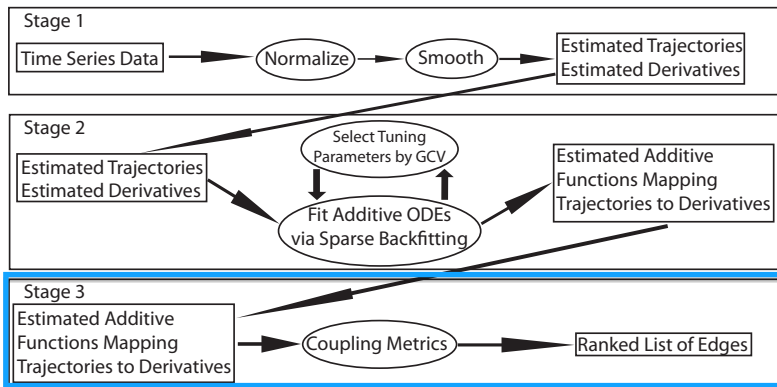 Stage 1
Time Series Data
Normalize
Smooth
Estimated Trajectories
Estimated Derivatives
Stage 2
Estimated Trajectories
Estimated Derivatives
Select Tuning
Parameters by GCV
Fit Additive ODEs
via Sparse Backfitting
Estimated Additive
Functions Mapping
Trajectories to Derivatives
Stage 3
Estimated Additive
Functions Mapping
Trajectories to Derivatives
Coupling Metrics
Ranked List of Edges